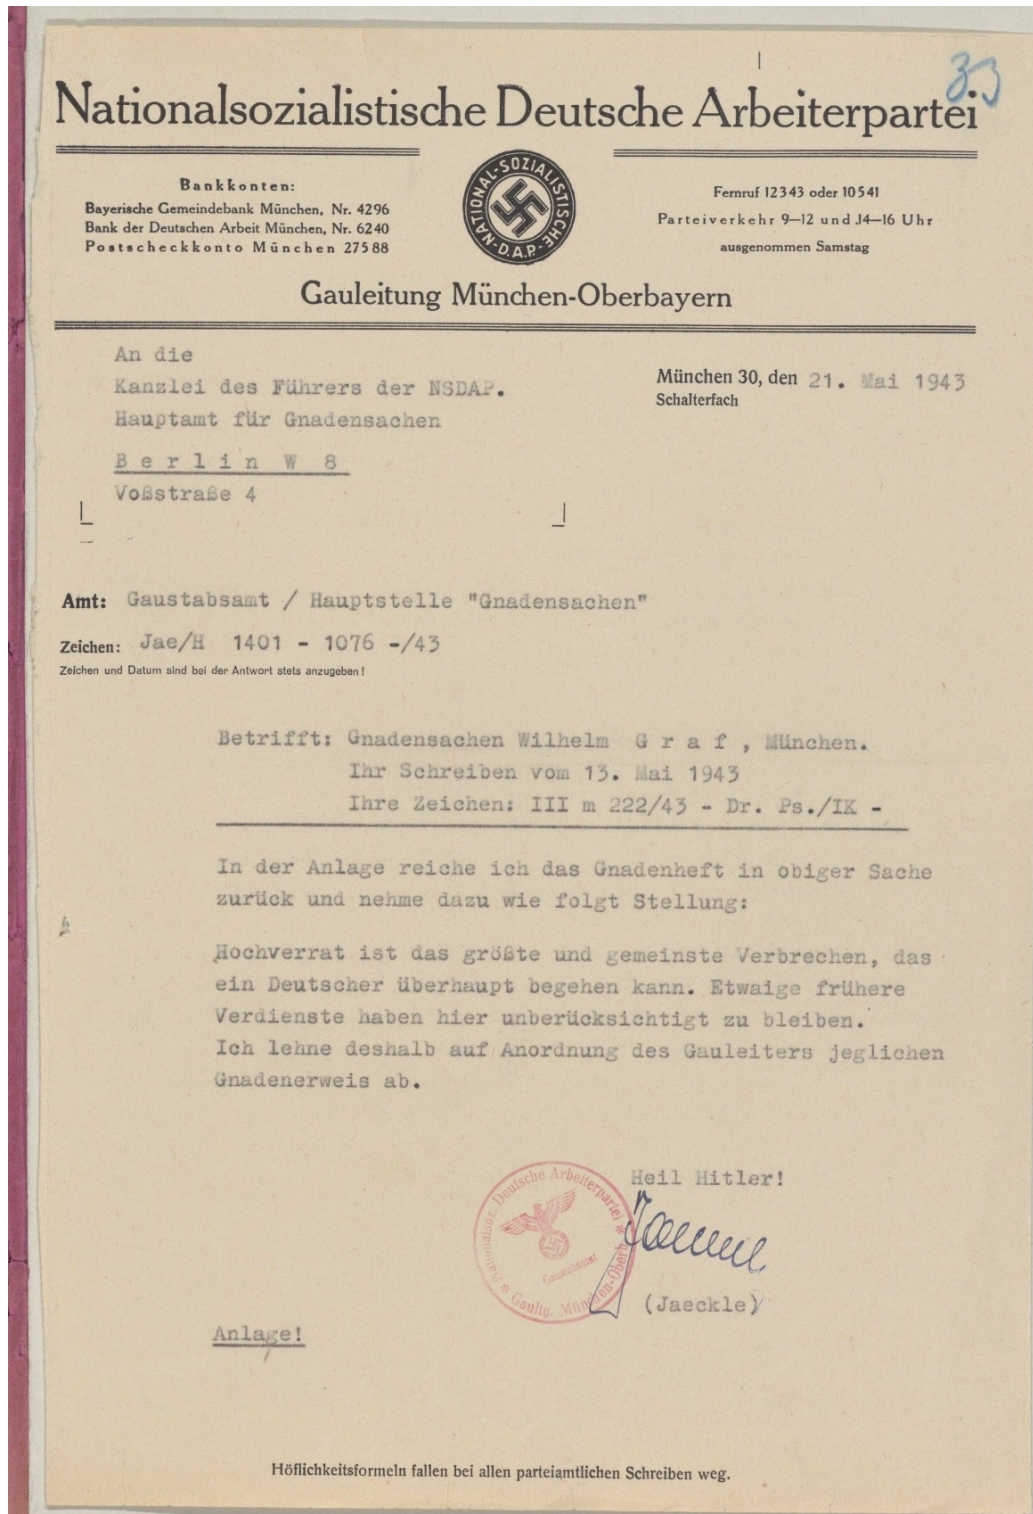 33
Nationalsozialistische Deutsche Arbeiterpartei
Bankkonten:
Bayerische Gemeindebank München, Nr. 4296
Bank der Deutschen Arbeit München, Nr. 6240
Postscheckkonto München 27588
NATIONAL-SOZIALISTISCHE-D.A.P.-
Fernruf 12343 oder 10541
Parteiverkehr 9–12 und 14–16 Uhr
ausgenommen Samstag
Gauleitung München-Oberbayern
An die
Kanzlei des Führers der NSDAP.
Hauptamt für Gnadensachen
Berlin W 8
Voßstraße 4
München 30, den 21. Mai 1943
Schalterfach
Amt: Gaustabsamt / Hauptstelle "Gnadensachen"
Zeichen: Jae/H 1401 - 1076 -/43
Zeichen und Datum sind bei der Antwort stets anzugeben!
Betrifft: Gnadensachen Wilhelm G r a f , München.
Ihr Schreiben vom 13. Mai 1943
Ihre Zeichen: III m 222/43 - Dr. Ps./IK -
In der Anlage reiche ich das Gnadenheft in obiger Sache
zurück und nehme dazu wie folgt Stellung:
Hochverrat ist das größte und gemeinste Verbrechen, das
ein Deutscher überhaupt begehen kann. Etwaige frühere
Verdienste haben hier unberücksichtigt zu bleiben.
Ich lehne deshalb auf Anordnung des Gauleiters jeglichen
Gnadenerweis ab.
Heil Hitler!
Nationalsoz. Deutsche Arbeiterpartei
Gaustabsamt
Gaultg. München-Oberb.
(Jaeckle)
Anlage!
Höflichkeitsformeln fallen bei allen parteiamtlichen Schreiben weg.